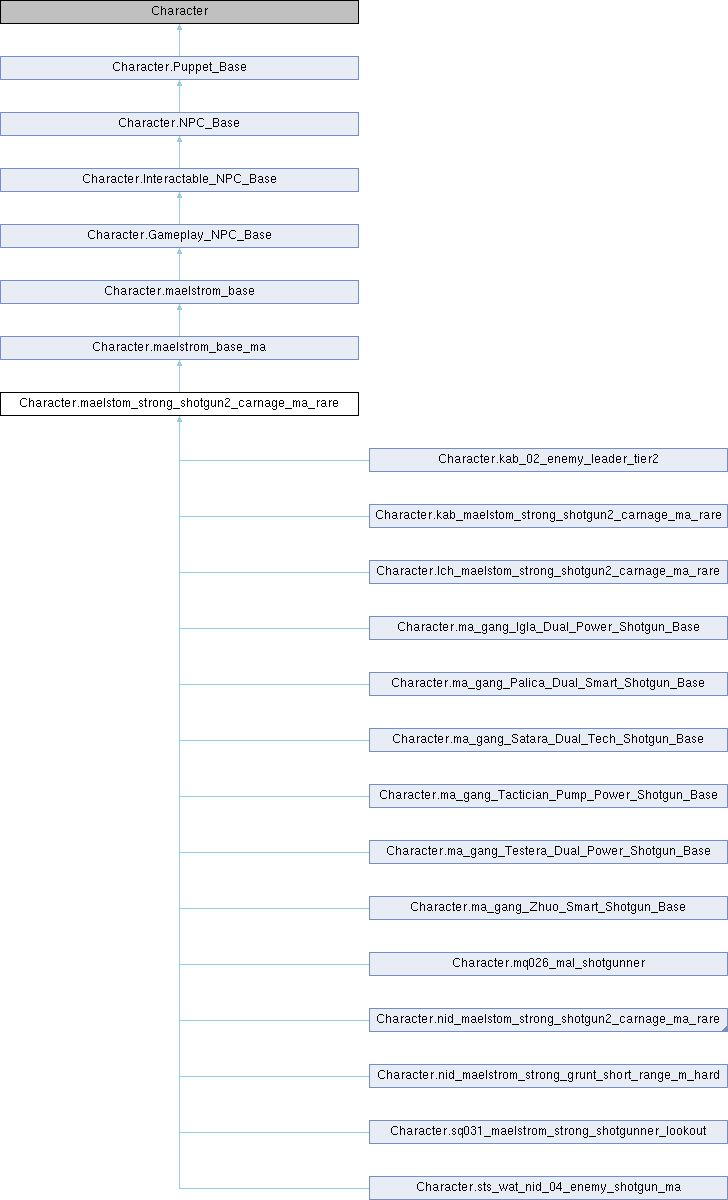 Character
Character.Puppet_Base
Character.NPC_Base
Character.Interactable_NPC_Base
Character.Gameplay_NPC_Base
Character.maelstrom_base
Character.maelstrom_base_ma
Character.maelstom_strong_shotgun2_carnage_ma_rare
Character.kab_02_enemy_leader_tier2
Character.kab_maelstom_strong_shotgun2_carnage_ma_rare
Character.lch_maelstom_strong_shotgun2_carnage_ma_rare
Character.ma_gang_Igla_Dual_Power_Shotgun_Base
Character.ma_gang_Palica_Dual_Smart_Shotgun_Base
Character.ma_gang_Satara_Dual_Tech_Shotgun_Base
Character.ma_gang_Tactician_Pump_Power_Shotgun_Base
Character.ma_gang_Testera_Dual_Power_Shotgun_Base
Character.ma_gang_Zhuo_Smart_Shotgun_Base
Character.mq026_mal_shotgunner
Character.nid_maelstom_strong_shotgun2_carnage_ma_rare
Character.nid_maelstrom_strong_grunt_short_range_m_hard
Character.sq031_maelstrom_strong_shotgunner_lookout
Character.sts_wat_nid_04_enemy_shotgun_ma